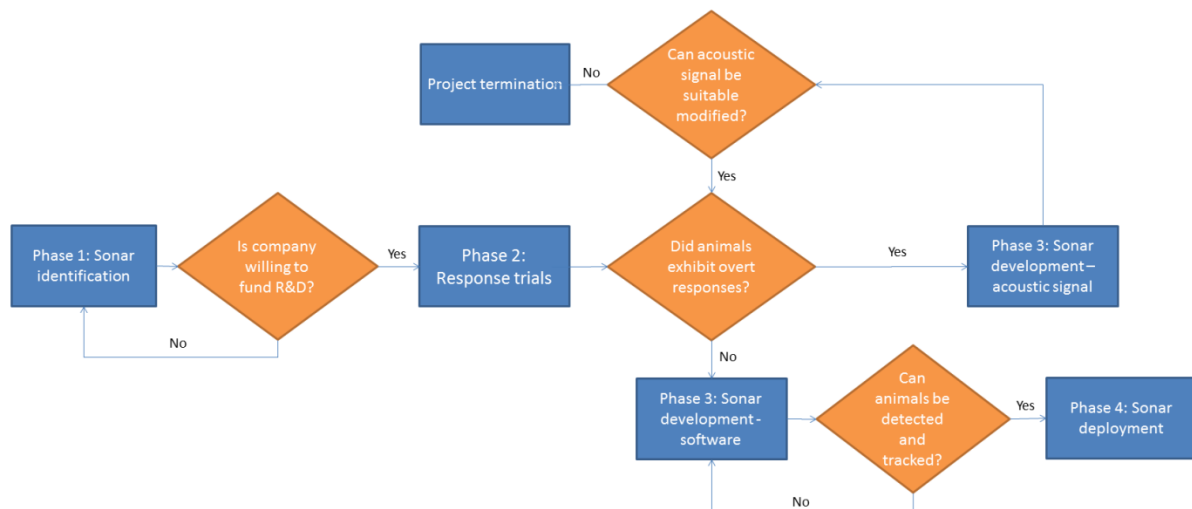 Can acoustic
signal be
suitable
modified?
No
Project termination
Yes
Phase 1: Sonar
identification
Is company
willing to
fund R&D?
Yes
No
Phase 2:
Response trials
Did animals
exhibit overt
responses?
Yes
Phase 3: Sonar
development –
acoustic signal
No
Phase 3: Sonar
development -
software
Can
animals be
detected
and
tracked?
Yes
Phase 4: Sonar
deployment
No